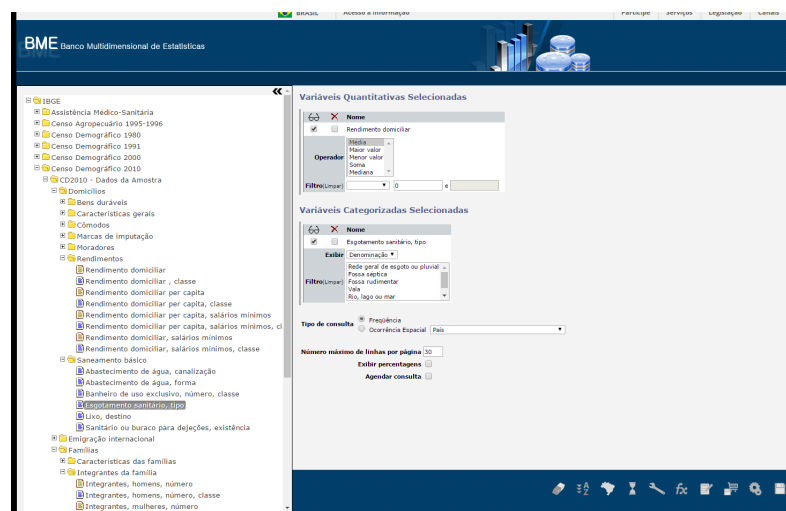 BRASIL Acesso à informação Participe Serviços Legislação Canais
BME Banco Multidimensional de Estatísticas
IBGE
Assistência Médico-Sanitária
Censo Agropecuário 1995-1996
Censo Demográfico 1980
Censo Demográfico 1991
Censo Demográfico 2000
Censo Demográfico 2010
CD2010 - Dados da Amostra
Domicílios
Bens duráveis
Características gerais
Cômodos
Marcas de imputação
Moradores
Rendimentos
Rendimento domiciliar
Rendimento domiciliar , classe
Rendimento domiciliar per capita
Rendimento domiciliar per capita, classe
Rendimento domiciliar per capita, salários mínimos
Rendimento domiciliar per capita, salários mínimos, cl
Rendimento domiciliar, salários mínimos
Rendimento domiciliar, salários mínimos, classe
Saneamento básico
Abastecimento de água, canalização
Abastecimento de água, forma
Banheiro de uso exclusivo, número, classe
Esgotamento sanitário, tipo
Lixo, destino
Sanitário ou buraco para dejeções, existência
Emigração internacional
Famílias
Características das famílias
Integrantes da família
Integrantes, homens, número
Integrantes, homens, número, classe
Integrantes, mulheres, número
Variáveis Quantitativas Selecionadas
Nome
Rendimento domiciliar
Operador
Média
Maior valor
Menor valor
Soma
Mediana
Filtro(Limpar) 0 e
Variáveis Categorizadas Selecionadas
Nome
Esgotamento sanitário, tipo
Exibir Denominação
Filtro(Limpar)
Rede geral de esgoto ou pluvial
Fossa séptica
Fossa rudimentar
Vala
Rio, lago ou mar
Tipo de consulta
Freqüência
Ocorrência Espacial País
Número máximo de linhas por página 30
Exibir percentagens
Agendar consulta
fx